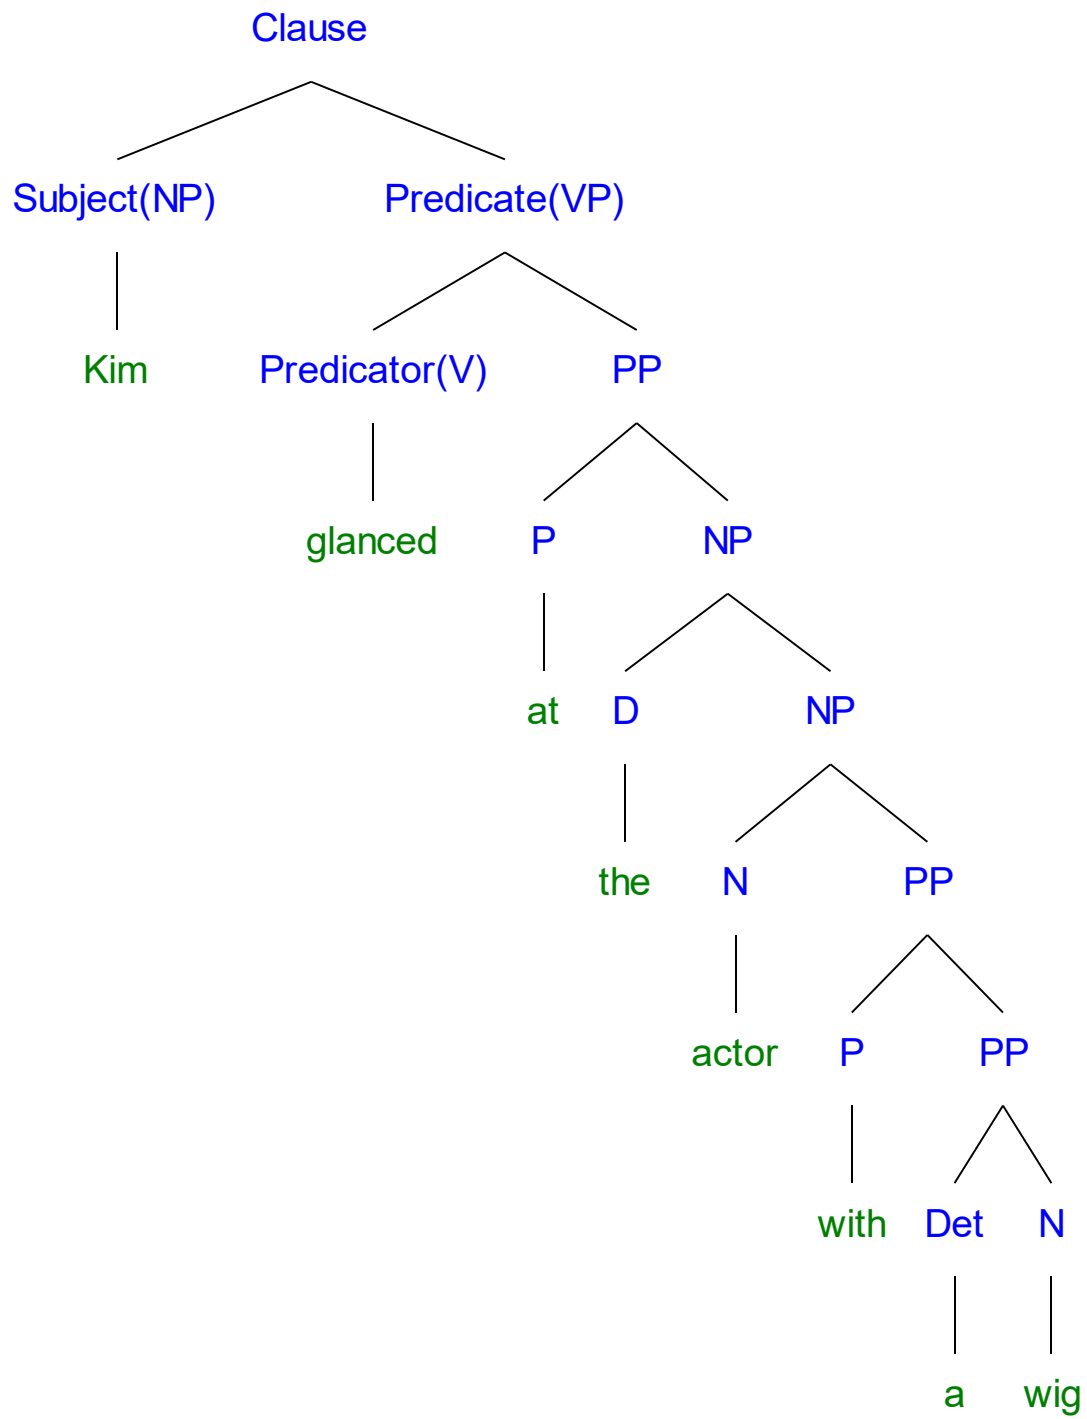 Clause
Subject(NP) Predicate(VP)
Kim Predicator(V) PP
glanced P NP
at D NP
the N PP
actor P PP
with Det N
a wig